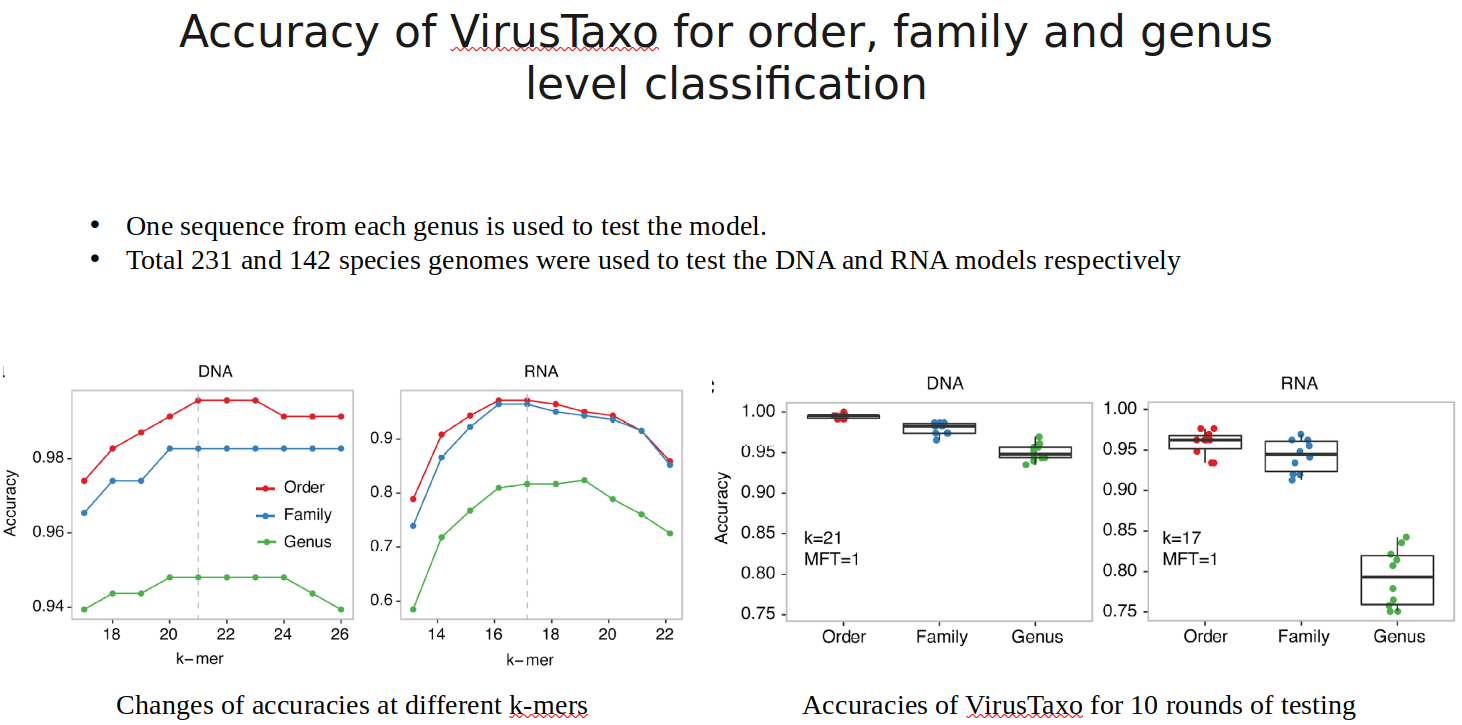 Accuracy of VirusTaxo for order, family and genus
level classification
• One sequence from each genus is used to test the model.
• Total 231 and 142 species genomes were used to test the DNA and RNA models respectively
DNA
Accuracy
0.98
0.96
0.94
Order
Family
Genus
18 20 22 24 26
k-mer
RNA
0.9
0.8
0.7
0.6
14 16 18 20 22
k-mer
Changes of accuracies at different k-mers
DNA
Accuracy
1.00
0.95
0.90
0.85
0.80
0.75
k=21
MFT=1
Order Family Genus
RNA
1.00
0.95
0.90
0.85
0.80
0.75
k=17
MFT=1
Order Family Genus
Accuracies of VirusTaxo for 10 rounds of testing